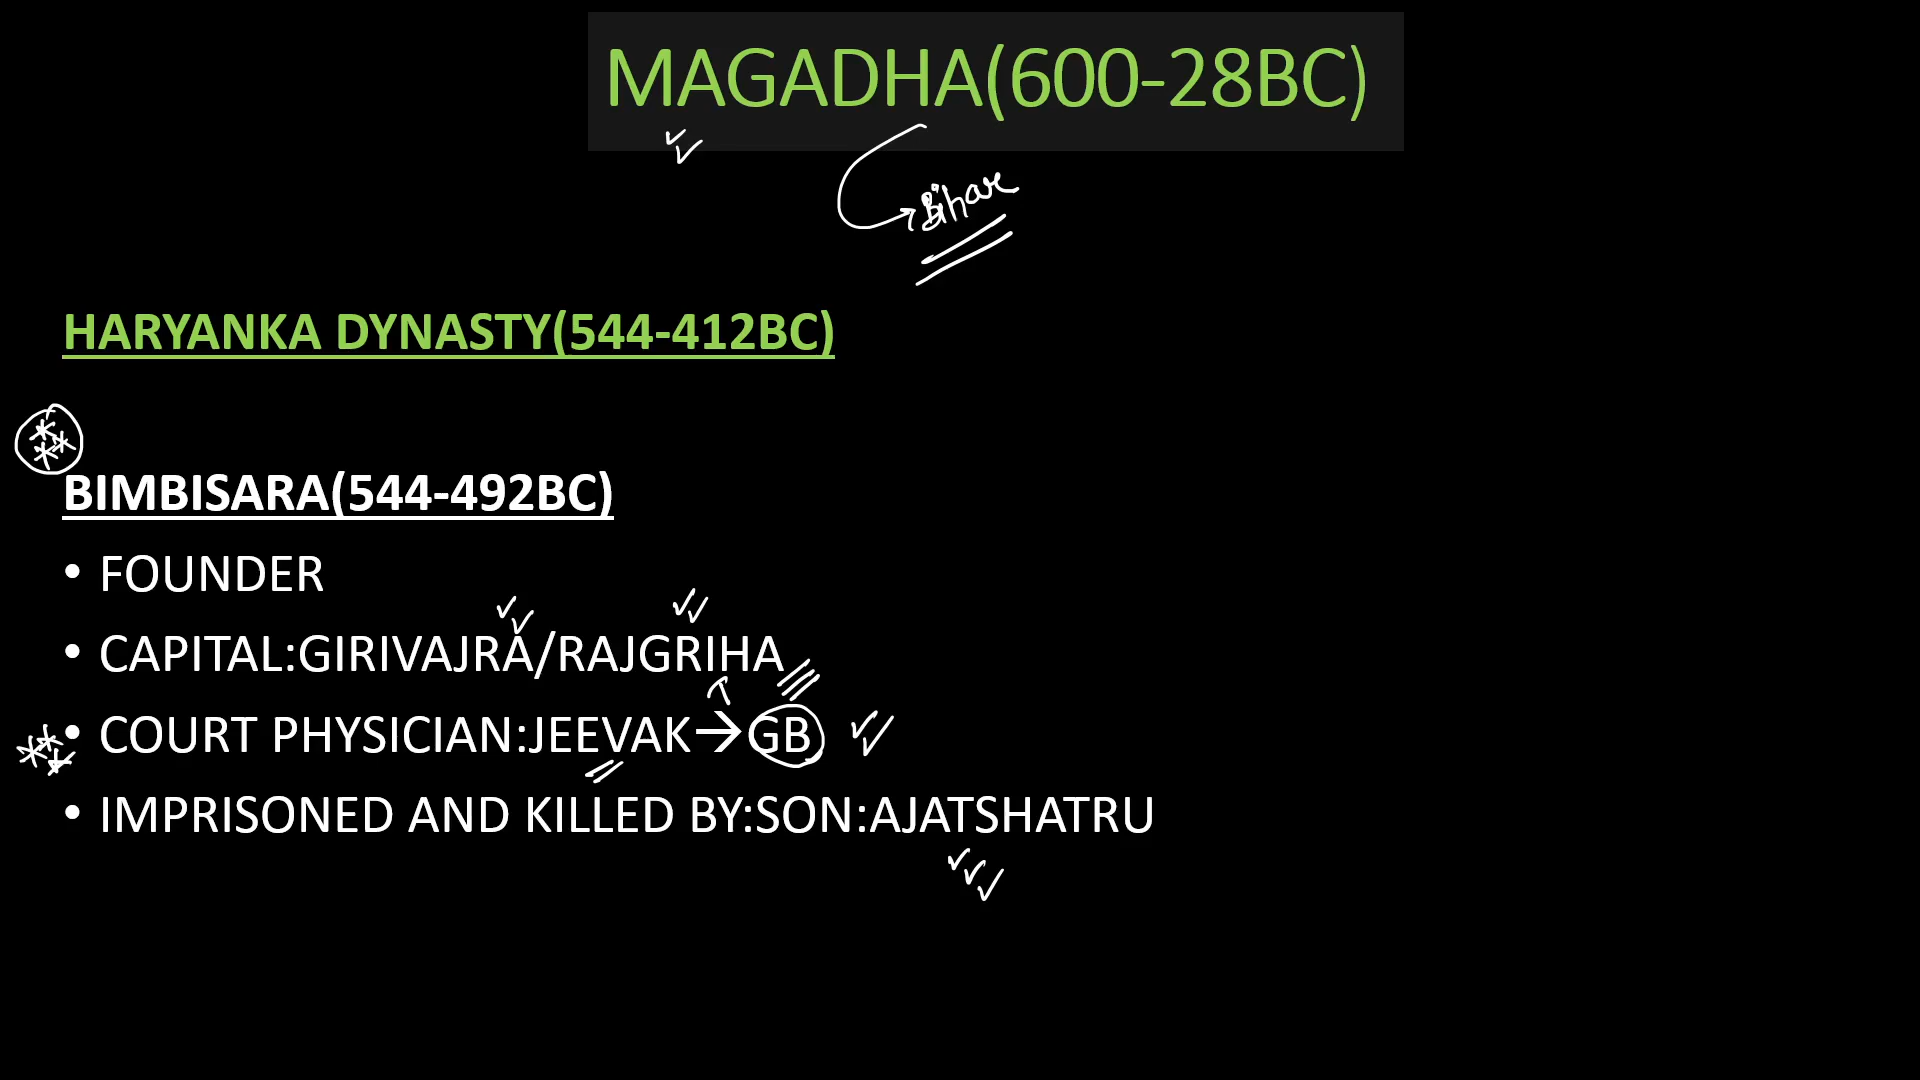 MAGADHA(600-28BC)
Bihar
HARYANKA DYNASTY(544-412BC)
BIMBISARA(544-492BC)
• FOUNDER
• CAPITAL:GIRIVAJRA/RAJGRIHA
• COURT PHYSICIAN:JEEVAK→GB
• IMPRISONED AND KILLED BY:SON:AJATSHATRU